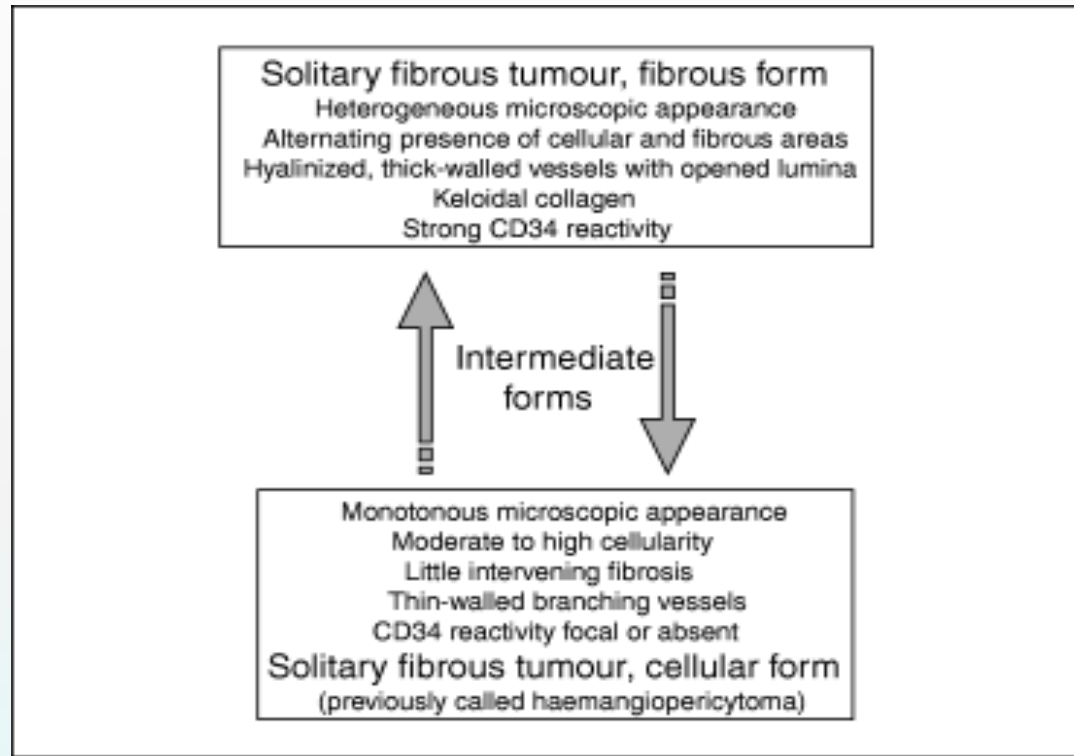 Solitary fibrous tumour, fibrous form
Heterogeneous microscopic appearance
Alternating presence of cellular and fibrous areas
Hyalinized, thick-walled vessels with opened lumina
Keloidal collagen
Strong CD34 reactivity
Intermediate
forms
Monotonous microscopic appearance
Moderate to high cellularity
Little intervening fibrosis
Thin-walled branching vessels
CD34 reactivity focal or absent
Solitary fibrous tumour, cellular form
(previously called haemangiopericytoma)